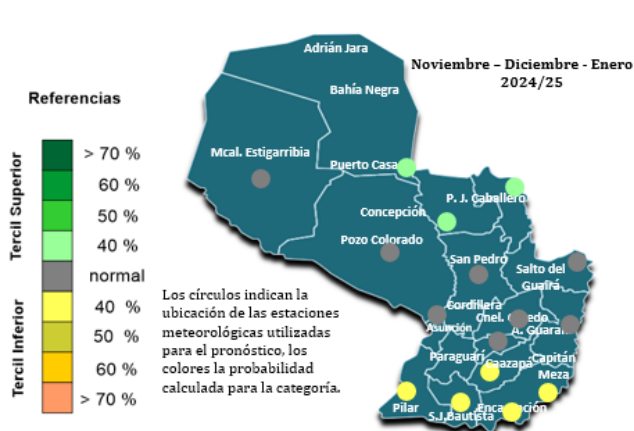 Noviembre – Diciembre - Enero
2024/25
Referencias
Tercil Superior
> 70 %
60 %
50 %
40 %
normal
Tercil Inferior
40 %
50 %
60 %
> 70 %
Los círculos indican la
ubicación de las estaciones
meteorológicas utilizadas
para el pronóstico, los
colores la probabilidad
calculada para la categoría.
Adrián Jara
Bahía Negra
Mcal. Estigarribia
Puerto Casa
P. J. Caballero
Concepción
Pozo Colorado
San Pedro
Salto del
Guairá
Cordillera
Cnel.
Asunción
A. Guaraní
Paraguarí
Caazapá
Capitán
Meza
Pilar
S.J.Bautista
Encarnación